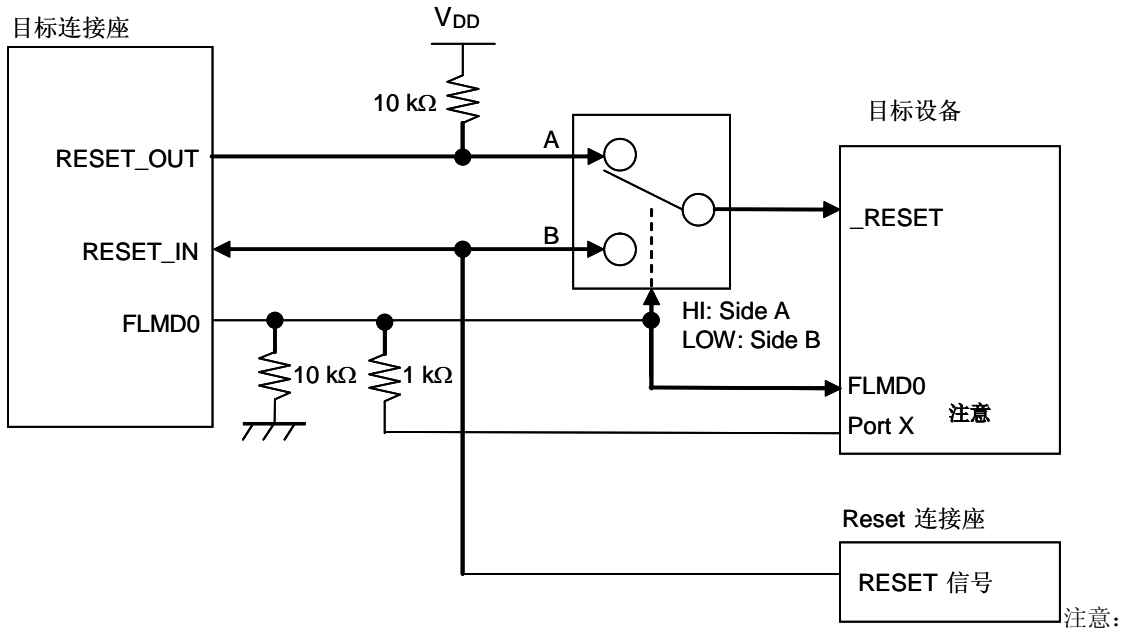 目标连接座
VDD
10 kΩ
目标设备
RESET_OUT
A
_RESET
RESET_IN
B
FLMD0
HI: Side A
LOW: Side B
10 kΩ
1 kΩ
FLMD0
Port X
注意
Reset 连接座
RESET 信号
注意：